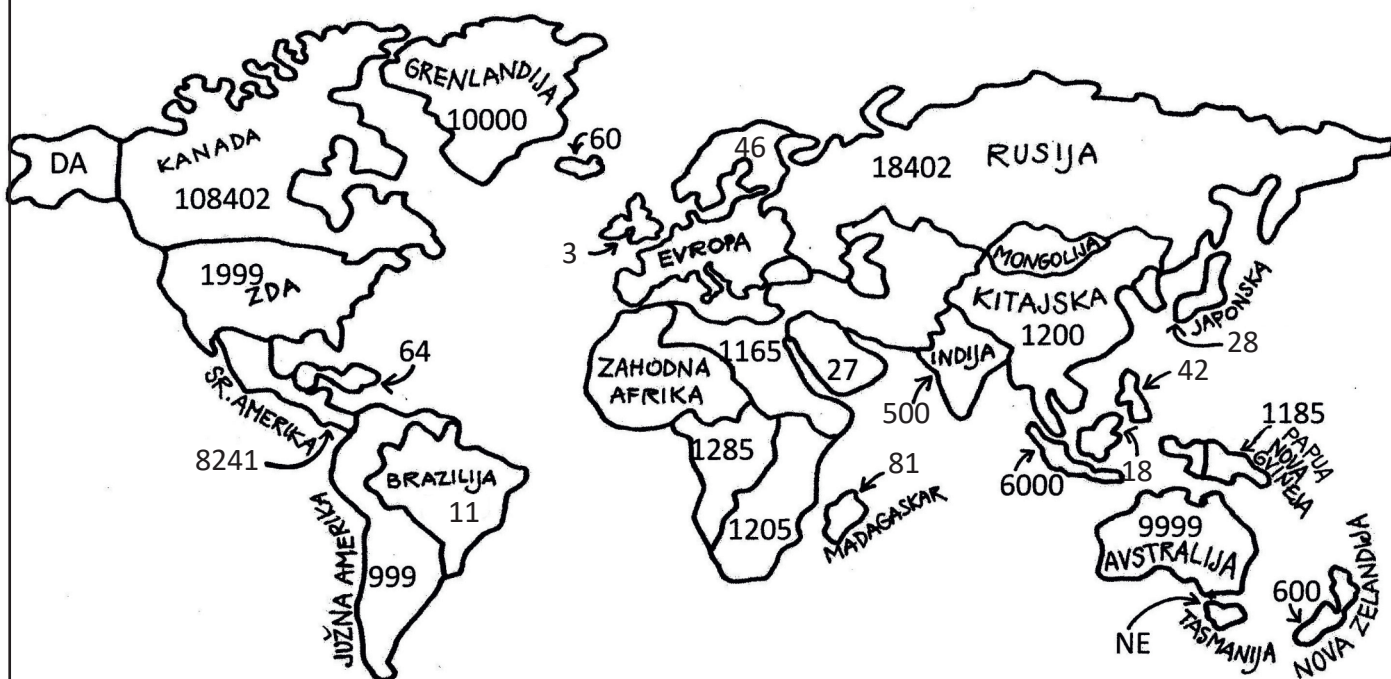 GRENLANDIJA
10000
60
DA
KANADA
108402
46
18402
RUSIJA
3
EVROPA
MONGOLIJA
1999
ZDA
KITAJSKA
1200
JAPONSKA
28
64
1165
ZAHODNA
AFRIKA
27
INDIJA
500
42
SR. AMERIKA
8241
1285
81
6000
18
1185
PAPUA
NOVA
GVINEJA
BRAZILIJA
11
1205
MADAGASKAR
9999
AVSTRALIJA
JUŽNA AMERIKA
999
NE
TASMANIJA
600
NOVA ZELANDIJA